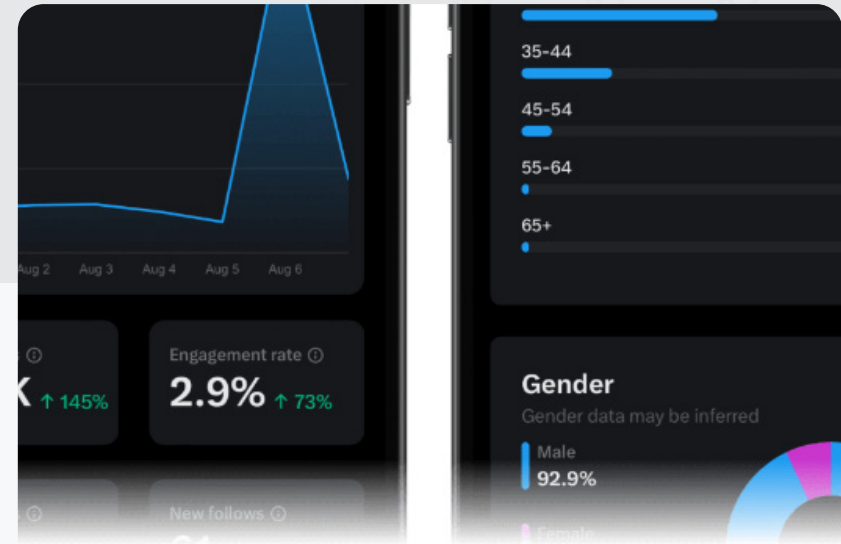 Aug 2 Aug 3 Aug 4 Aug 5 Aug 6
K ↑ 145%
Engagement rate
2.9% ↑ 73%
New follows
35-44
45-54
55-64
65+
Gender
Gender data may be inferred
Male
92.9%
Female